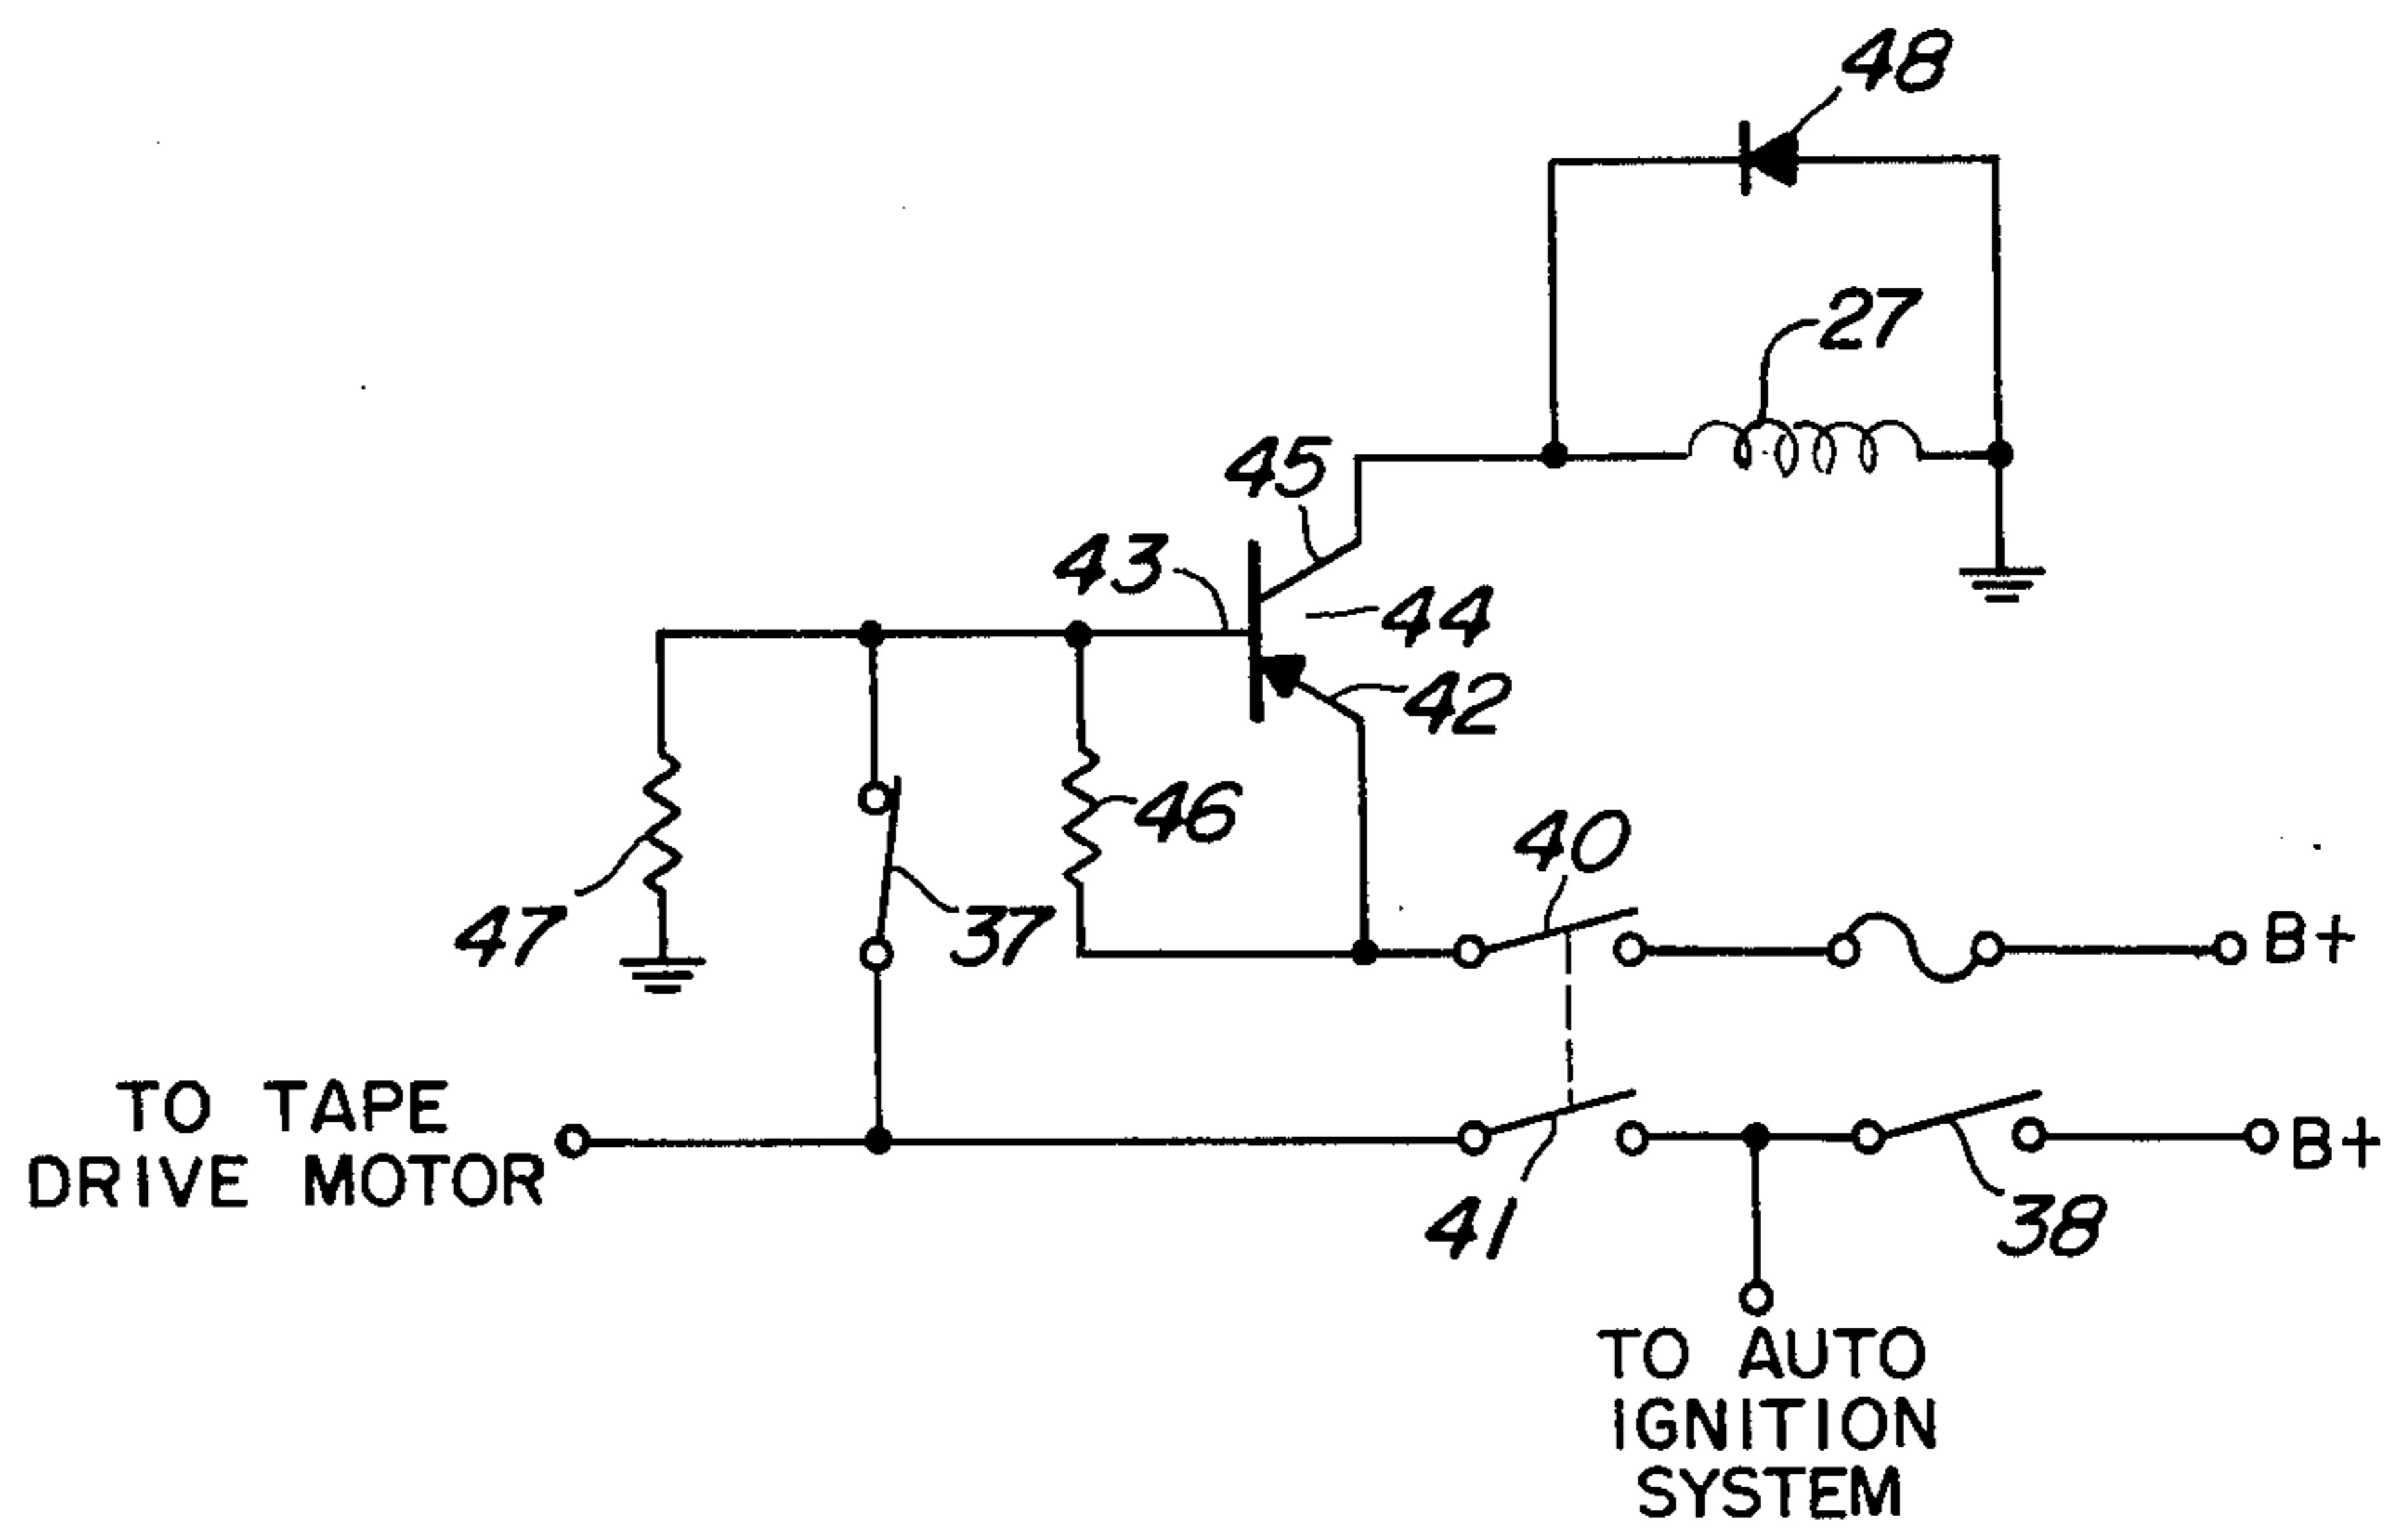 48
27
45
43
44
42
46
40
47
37
B+
TO TAPE
DRIVE MOTOR
B+
41
38
TO AUTO
IGNITION
SYSTEM